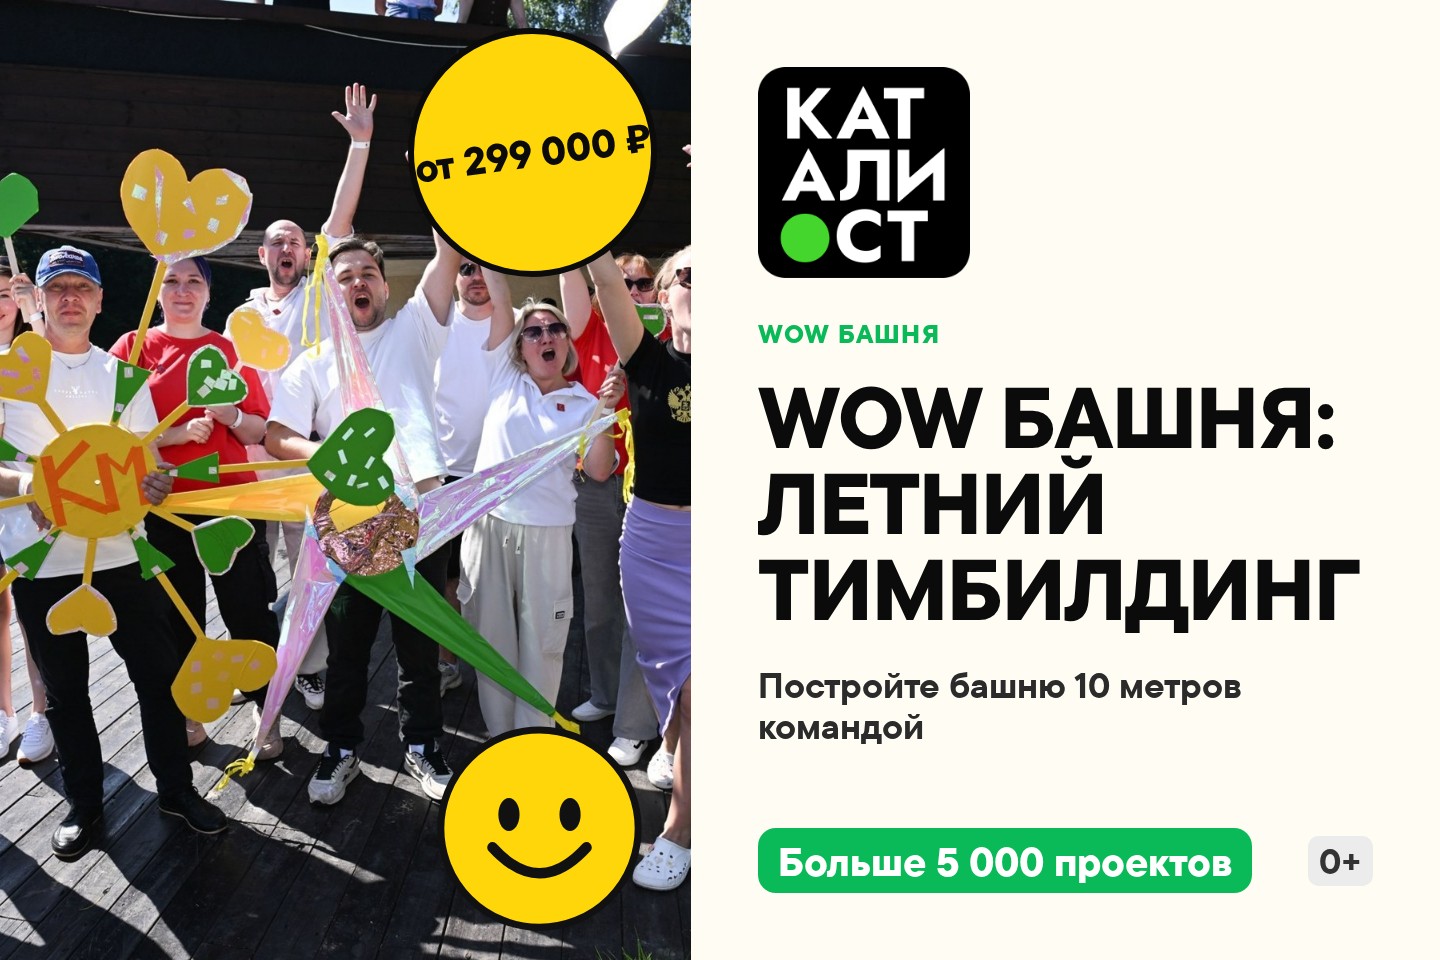 от 299 000 ₽
КМ
КАТ
АЛИ
СТ
WOW БАШНЯ
WOW БАШНЯ:
ЛЕТНИЙ
ТИМБИЛДИНГ
Постройте башню 10 метров
командой
Больше 5 000 проектов
0+